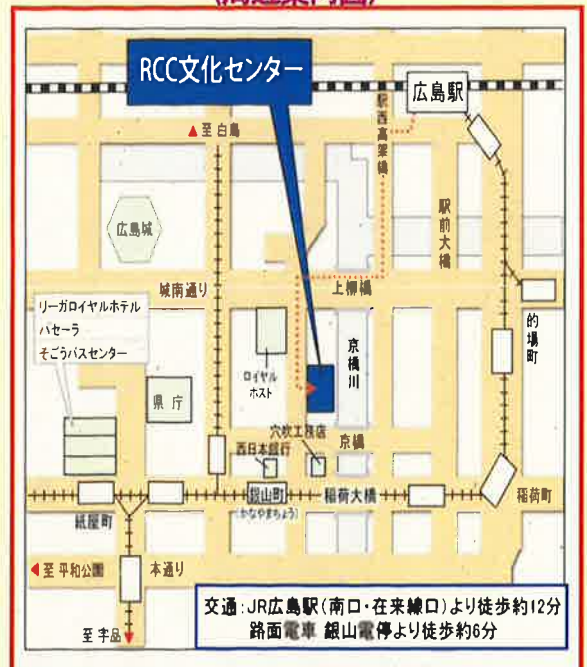 〈周辺案内図〉
RCC文化センター
広島駅
▲至 白島
駅西高架橋
広島城
駅前大橋
城南通り
上柳橋
リーガロイヤルホテル
パセーラ
そごうバスセンター
ロイヤル
ホスト
京橋川
的場町
県庁
穴吹工務店
西日本銀行
京橋
銀山町
(かなやまちょう)
稲荷大橋
稲荷町
紙屋町
◀至 平和公園
本通り
至 宇品▼
交通:JR広島駅(南口・在来線口)より徒歩約12分
路面電車 銀山電停より徒歩約6分